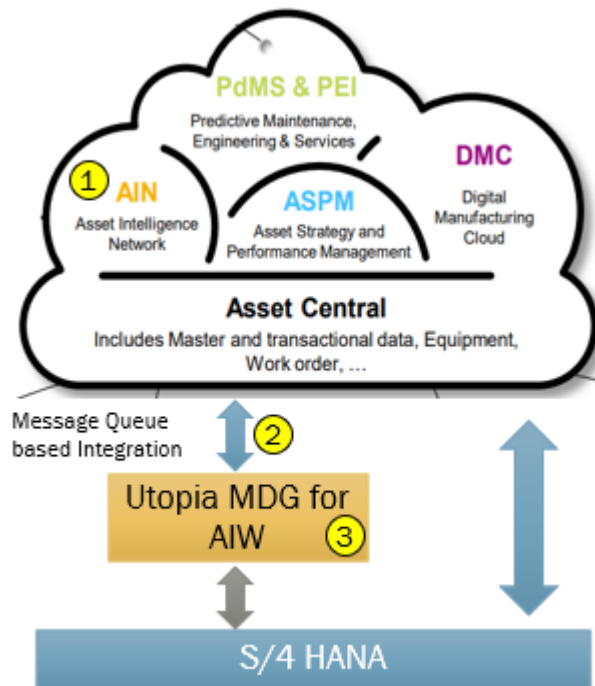 PdMS & PEI
Predictive Maintenance,
Engineering & Services
1
AIN
Asset Intelligence
Network
ASPM
Asset Strategy and
Performance Management
DMC
Digital
Manufacturing
Cloud
Asset Central
Includes Master and transactional data, Equipment,
Work order, ...
Message Queue
based Integration
2
Utopia MDG for
AIW
3
S/4 HANA